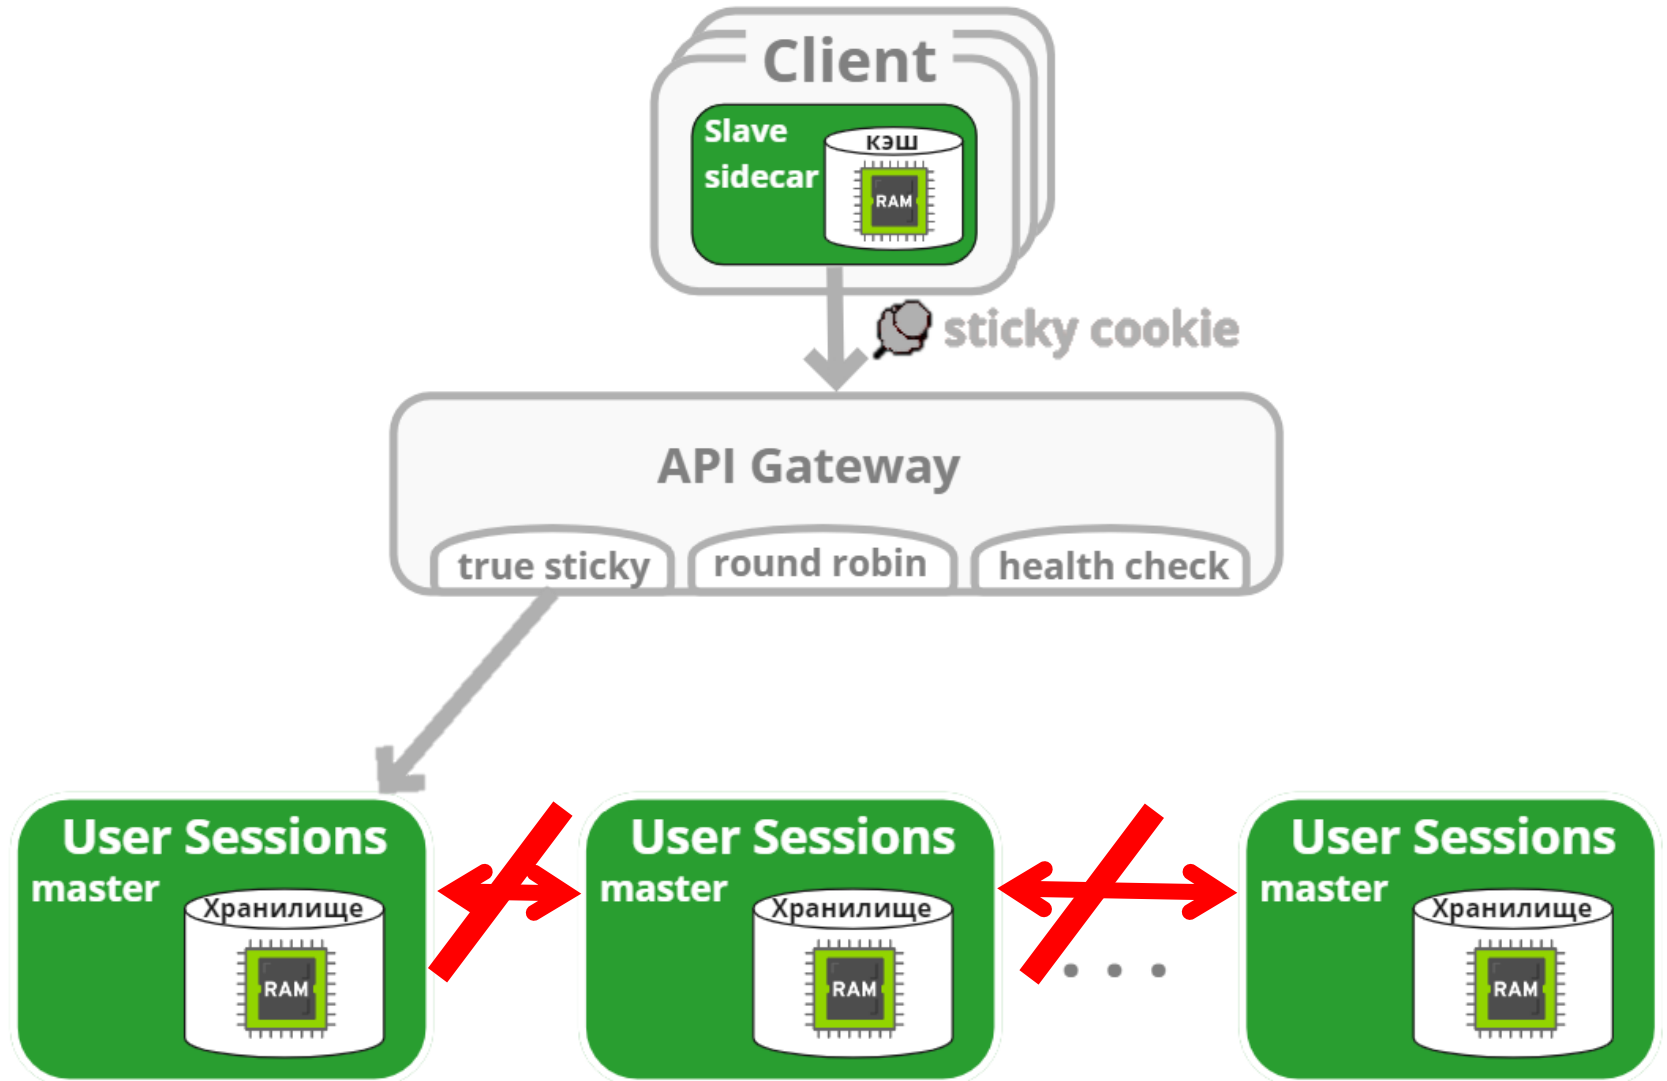 Client
Slave
sidecar
кэш
RAM
sticky cookie
API Gateway
true sticky
round robin
health check
User Sessions
master
Хранилище
RAM
User Sessions
master
Хранилище
RAM
. . .
User Sessions
master
Хранилище
RAM